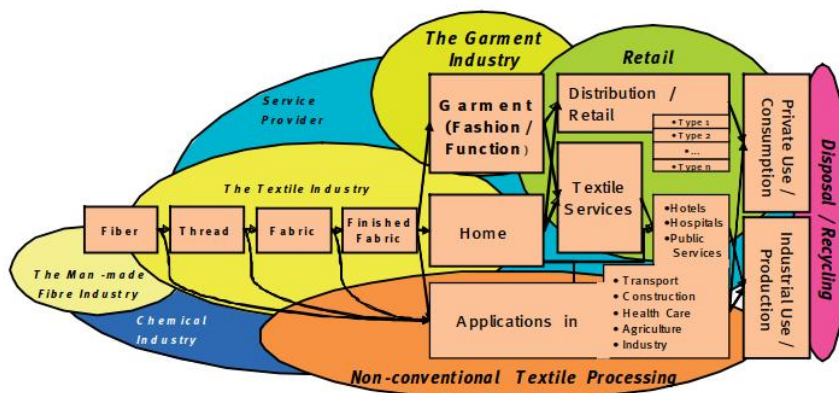 The Garment
Industry
Retail
Service
Provider
Garment
(Fashion /
Function)
Distribution /
Retail
•Type 1
•Type 2
•...
•Type n
Private Use /
Consumption
Disposal / Recycling
The Textile Industry
Textile
Services
•Hotels
•Hospitals
•Public
Services
Fiber
Thread
Fabric
Finished
Fabric
Home
The Man-made
Fibre Industry
Chemical
Industry
Applications in
• Transport
• Construction
• Health Care
• Agriculture
• Industry
Industrial Use /
Production
Non-conventional Textile Processing